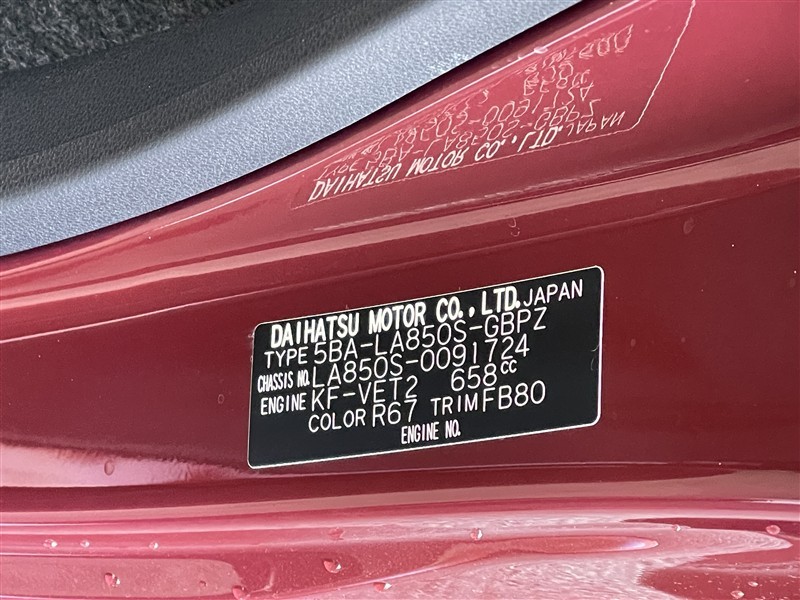 DAIHATSU MOTOR CO.,LTD. JAPAN
TYPE 5BA-LA850S-GBPZ
CHASSIS NO. LA850S-0091724
ENGINE KF-VET2 658cc
COLOR R67 TRIM FB80
ENGINE NO.